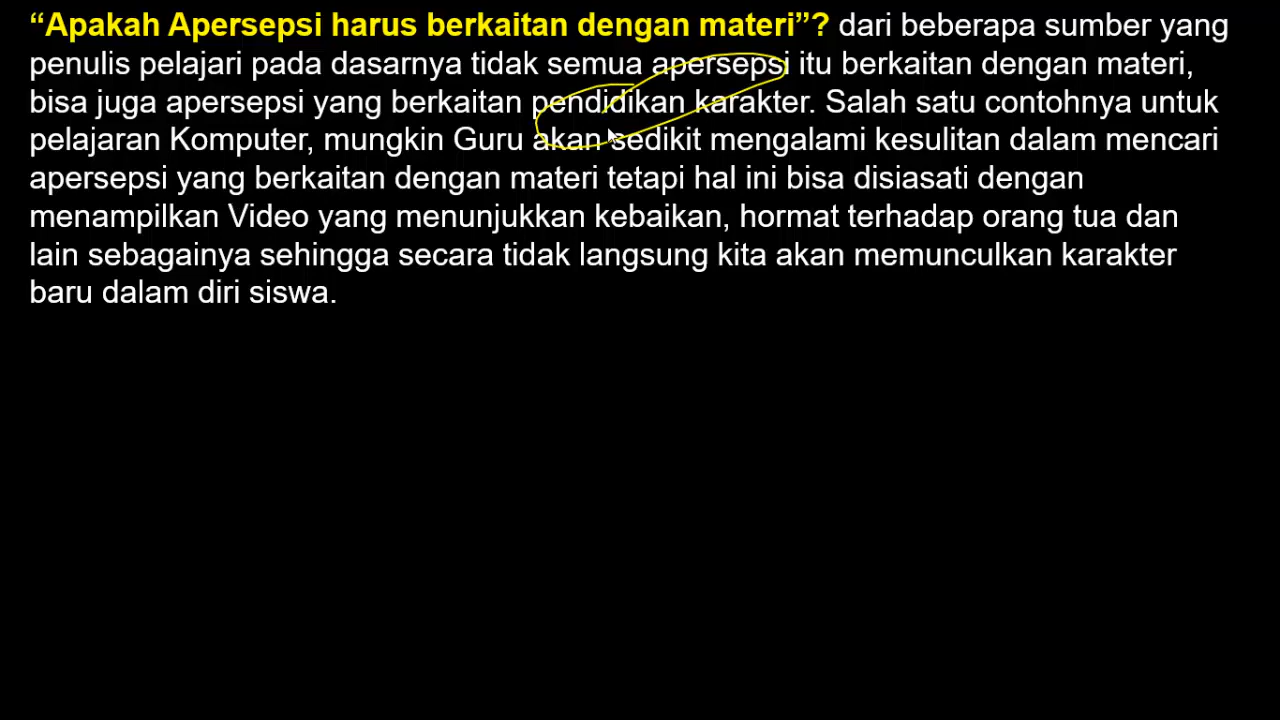 “Apakah Apersepsi harus berkaitan dengan materi”? dari beberapa sumber yang
penulis pelajari pada dasarnya tidak semua apersepsi itu berkaitan dengan materi,
bisa juga apersepsi yang berkaitan pendidikan karakter. Salah satu contohnya untuk
pelajaran Komputer, mungkin Guru akan sedikit mengalami kesulitan dalam mencari
apersepsi yang berkaitan dengan materi tetapi hal ini bisa disiasati dengan
menampilkan Video yang menunjukkan kebaikan, hormat terhadap orang tua dan
lain sebagainya sehingga secara tidak langsung kita akan memunculkan karakter
baru dalam diri siswa.